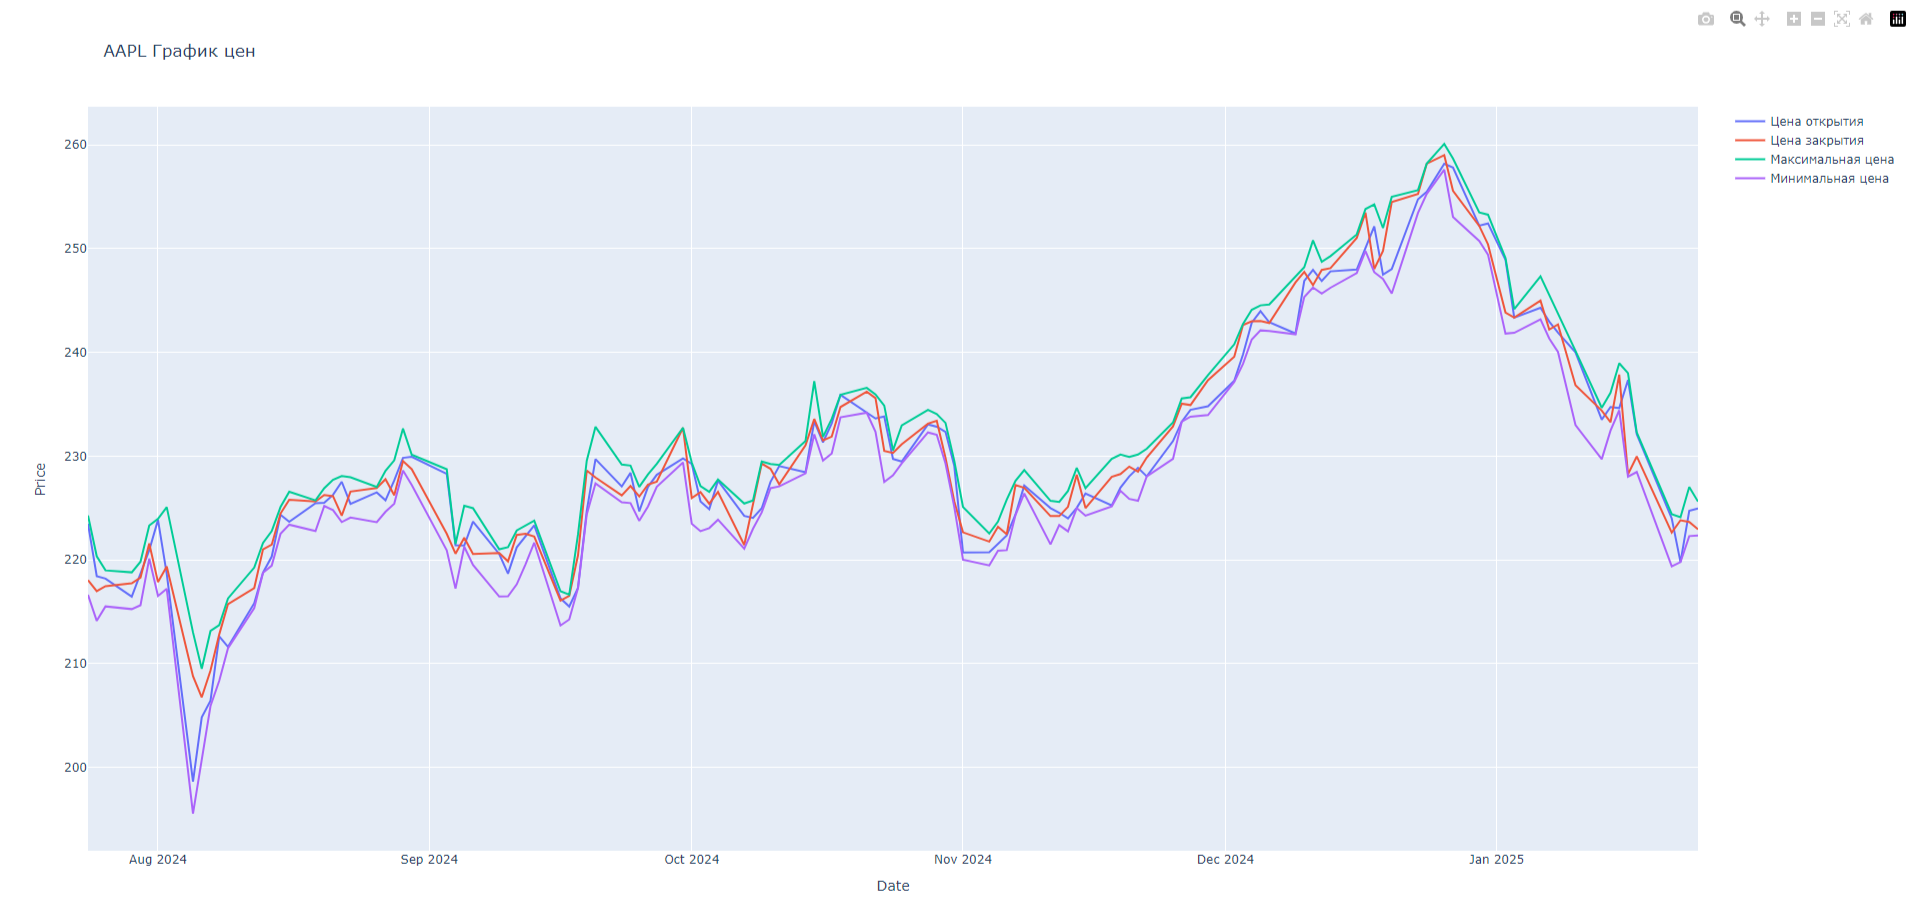 AAPL График цен
Цена открытия
Цена закрытия
Максимальная цена
Минимальная цена
260
250
240
230
220
210
200
Price
Aug 2024
Sep 2024
Oct 2024
Nov 2024
Dec 2024
Jan 2025
Date